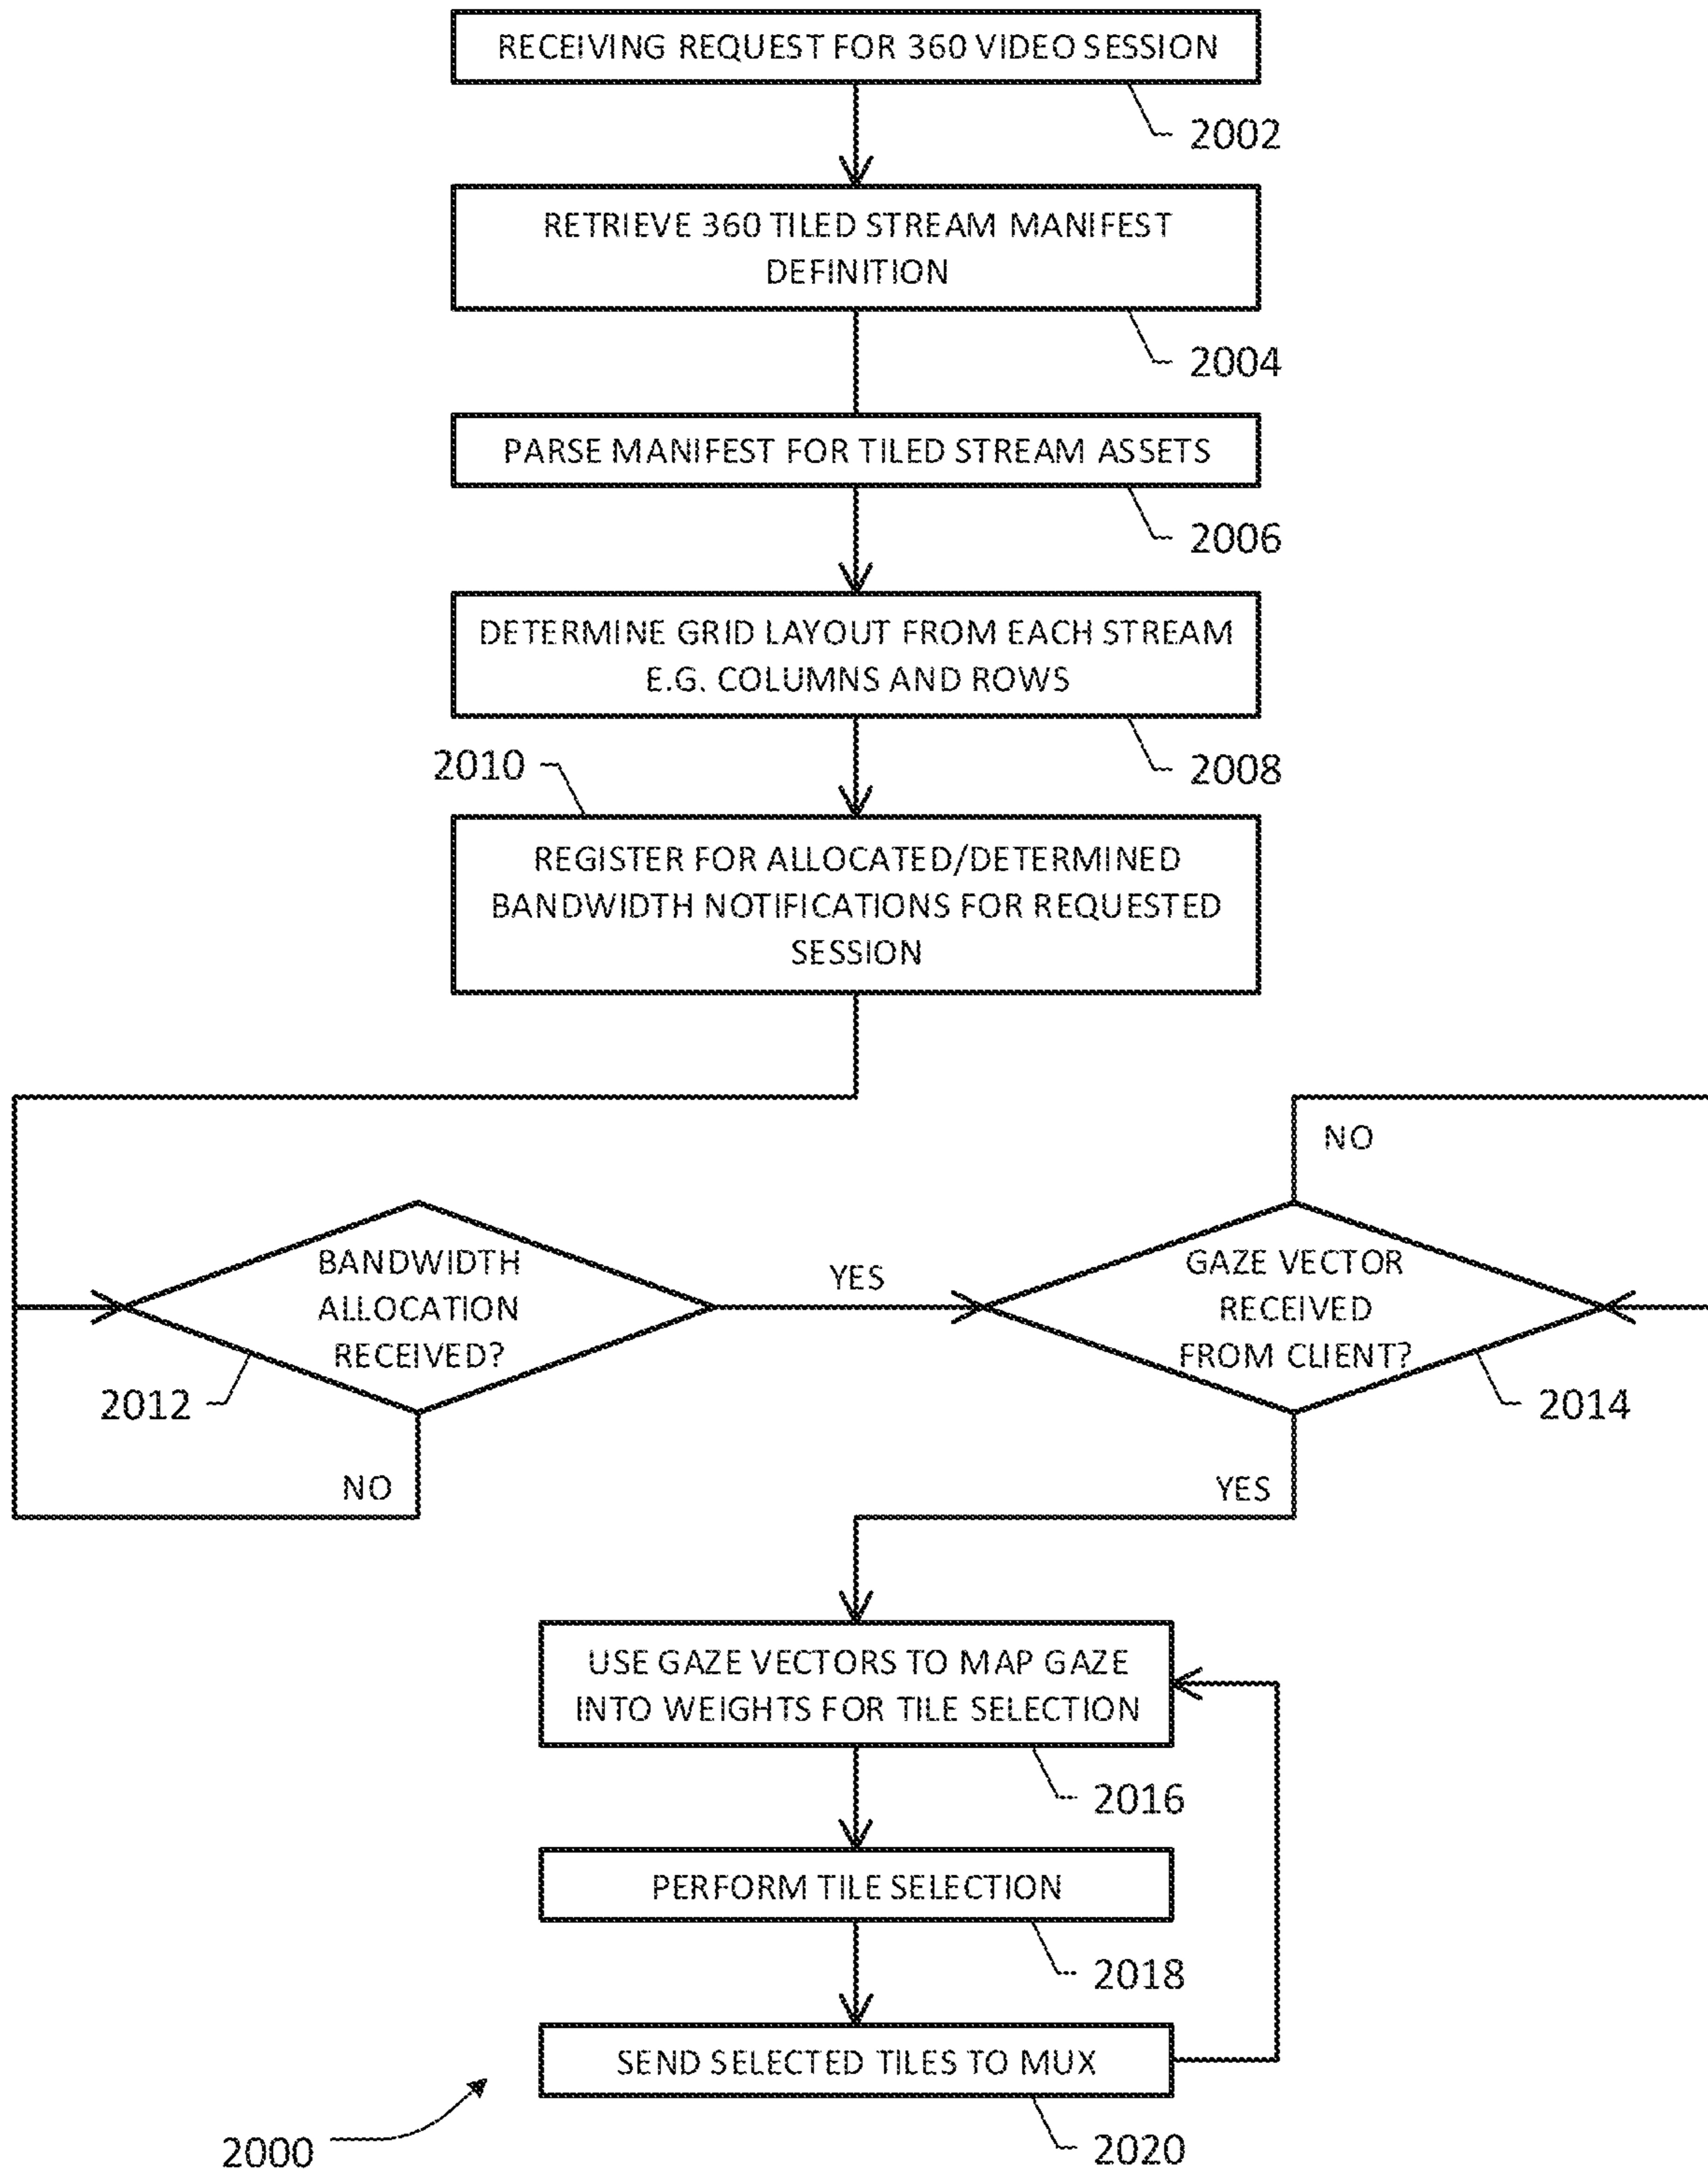 RECEIVING REQUEST FOR 360 VIDEO SESSION
2002
RETRIEVE 360 TILED STREAM MANIFEST
DEFINITION
2004
PARSE MANIFEST FOR TILED STREAM ASSETS
2006
DETERMINE GRID LAYOUT FROM EACH STREAM
E.G. COLUMNS AND ROWS
2008
2010
REGISTER FOR ALLOCATED/DETERMINED
BANDWIDTH NOTIFICATIONS FOR REQUESTED
SESSION
BANDWIDTH
ALLOCATION
RECEIVED?
2012
NO
YES
NO
GAZE VECTOR
RECEIVED
FROM CLIENT?
2014
YES
USE GAZE VECTORS TO MAP GAZE
INTO WEIGHTS FOR TILE SELECTION
2016
PERFORM TILE SELECTION
2018
SEND SELECTED TILES TO MUX
2020
2000